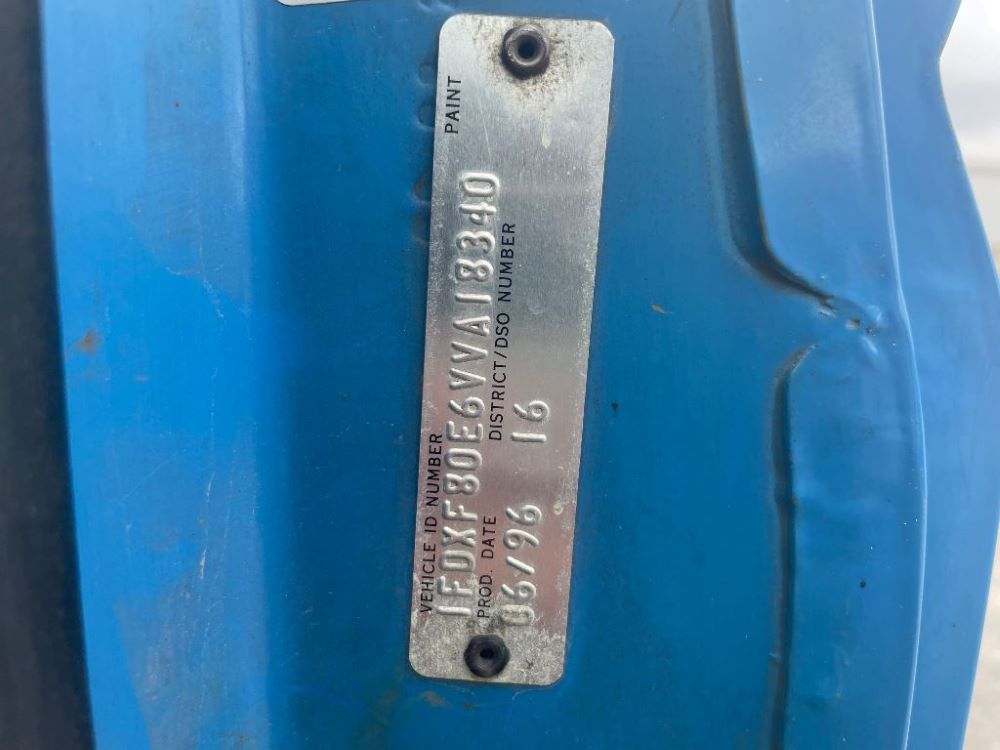 VEHICLE ID NUMBER PAINT
1FDXF80E6VVA18340
PROD. DATE DISTRICT/DSO NUMBER
06/96 16